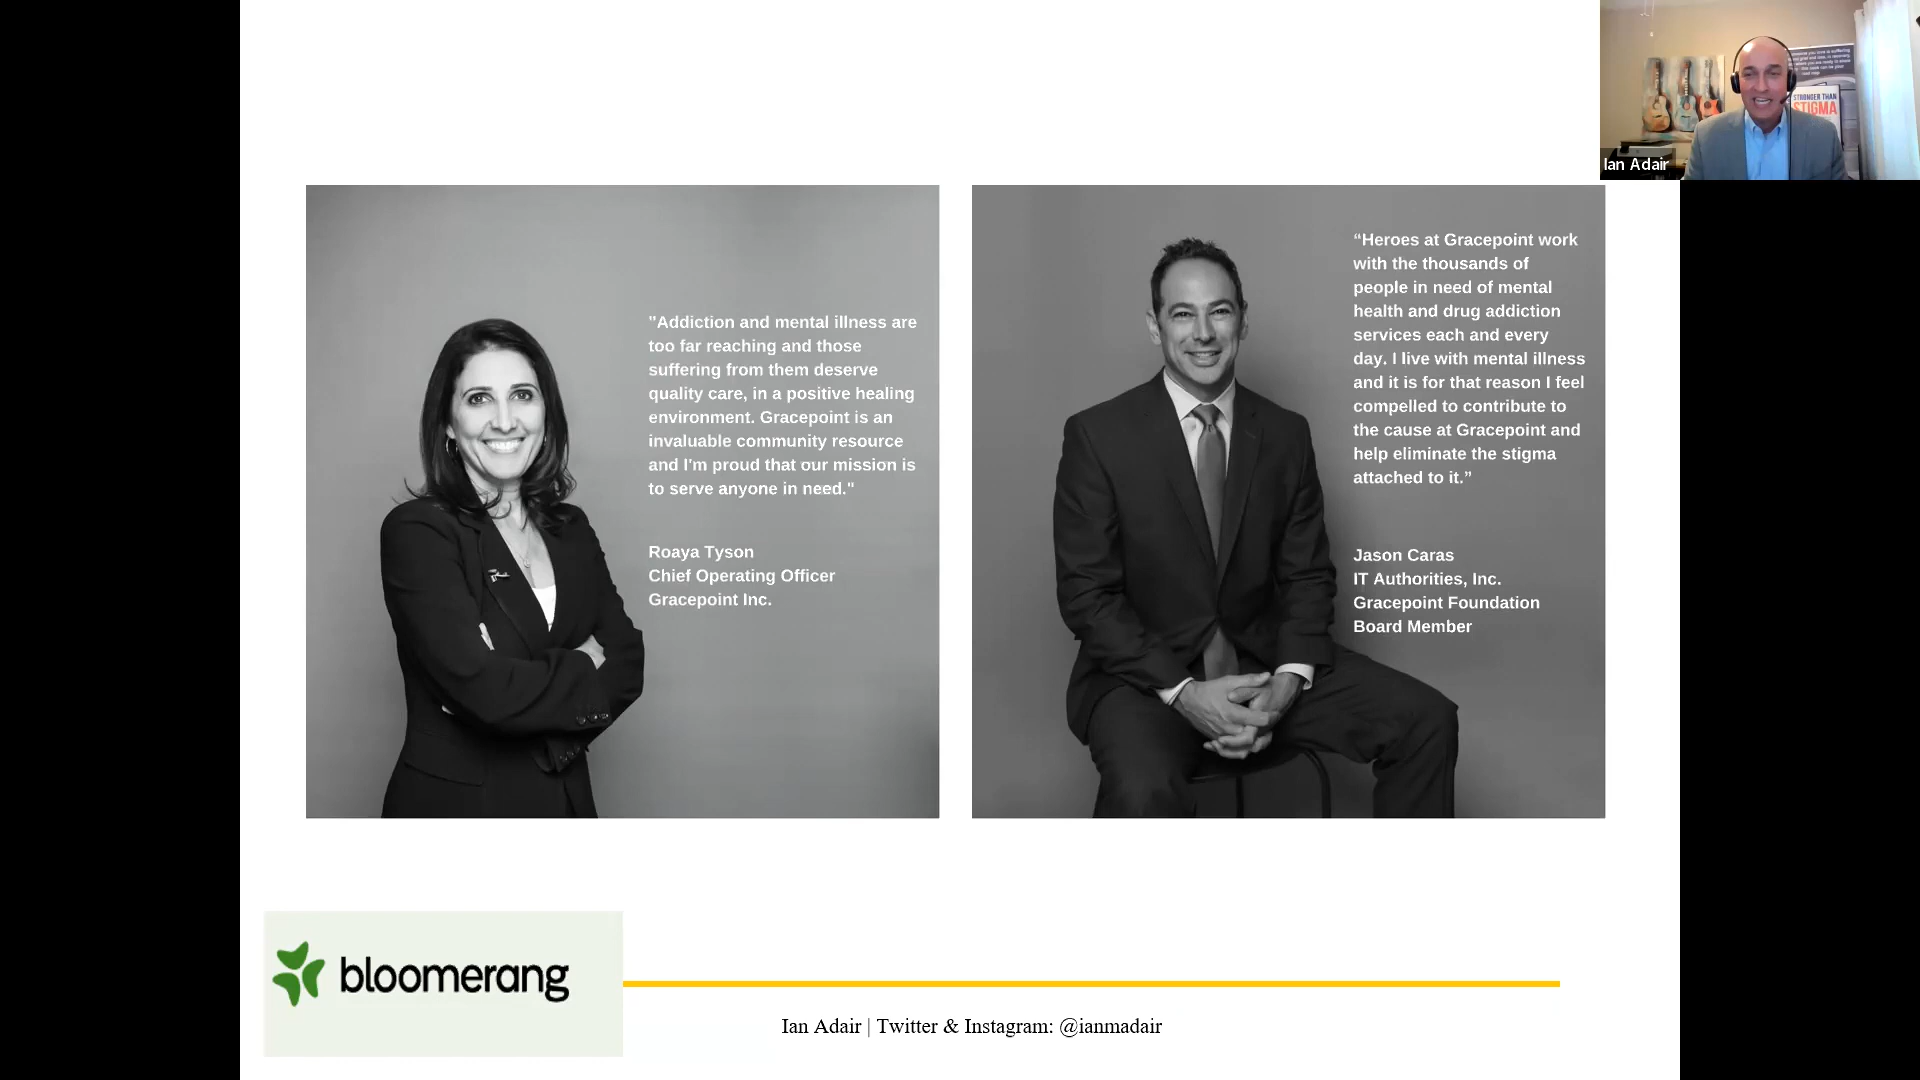 "Addiction and mental illness are
too far reaching and those
suffering from them deserve
quality care, in a positive healing
environment. Gracepoint is an
invaluable community resource
and I'm proud that our mission is
to serve anyone in need."
Roaya Tyson
Chief Operating Officer
Gracepoint Inc.
“Heroes at Gracepoint work
with the thousands of
people in need of mental
health and drug addiction
services each and every
day. I live with mental illness
and it is for that reason I feel
compelled to contribute to
the cause at Gracepoint and
help eliminate the stigma
attached to it.”
Jason Caras
IT Authorities, Inc.
Gracepoint Foundation
Board Member
STRONGER THAN
STIGMA
Ian Adair
bloomerang
Ian Adair | Twitter & Instagram: @ianmadair